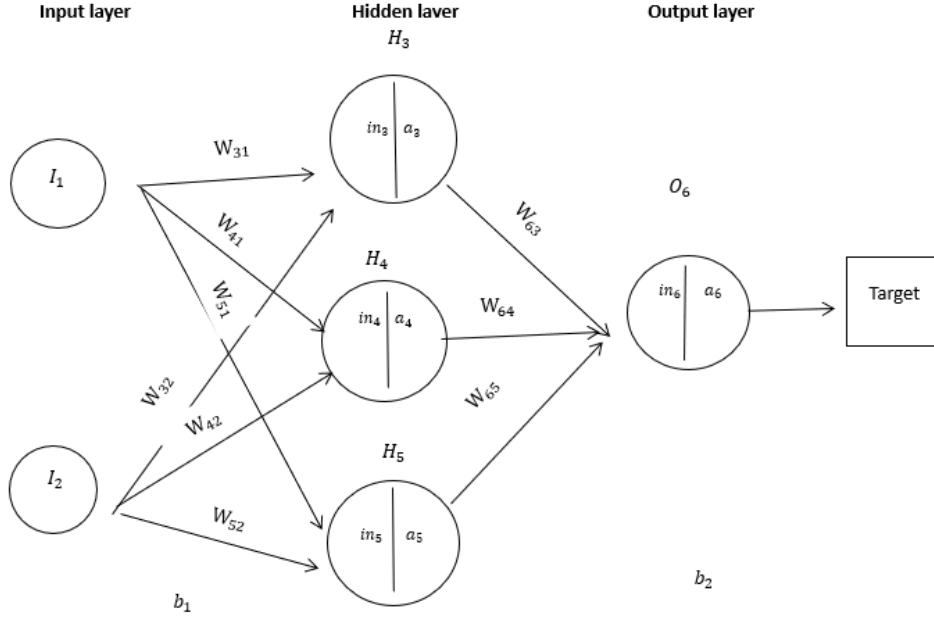 Input layer
Hidden laver
Output layer
H₃
in₃ a₃
W₃₁
I₁
O₆
W₄₁
W₆₃
H₄
W₅₁
in₆ a₆
Target
in₄ a₄
W₆₄
W₃₂
W₆₅
W₄₂
H₅
I₂
W₅₂
in₅ a₅
b₂
b₁